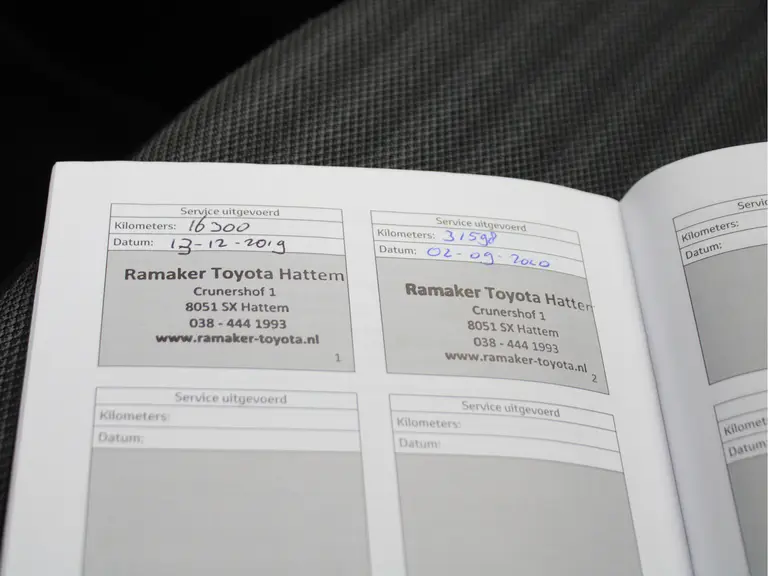 Service uitgevoerd
Kilometers: 16300
Datum: 13-12-2019
Ramaker Toyota Hattem
Crunershof 1
8051 SX Hattem
038 - 444 1993
www.ramaker-toyota.nl
1
Service uitgevoerd
Kilometers: 31598
Datum: 02-09-2020
Ramaker Toyota Hatter
Crunershof 1
8051 SX Hattem
038 - 444 1993
www.ramaker-toyota.nl
2
Service uitgevoerd
Kilometers:
Datum:
Service uitgevoerd
Kilometers:
Datum:
Servic
Kilometers:
Datum:
Kilomet
Datum: